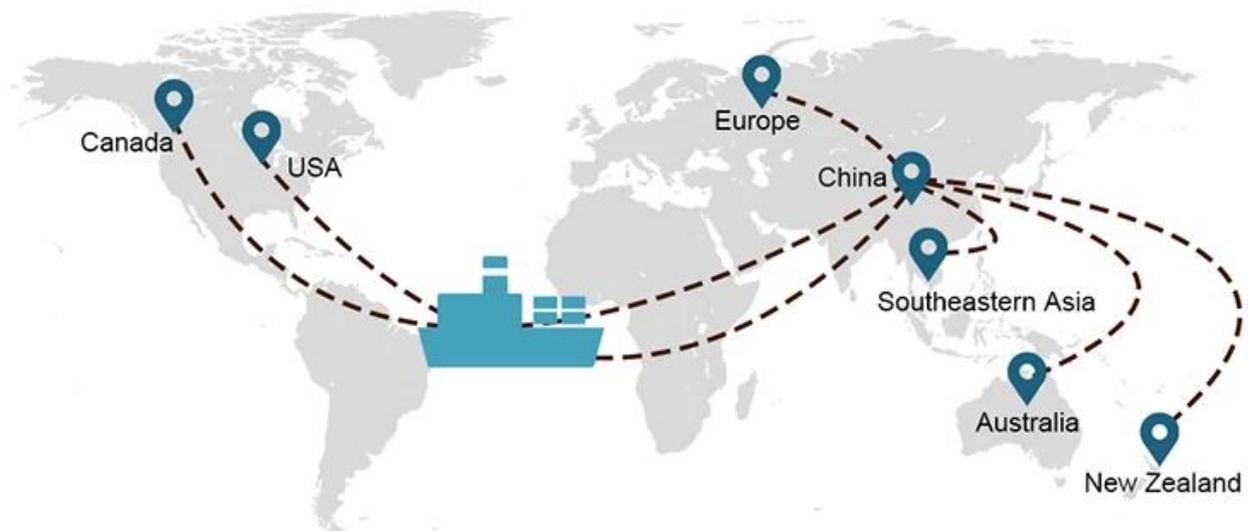 Canada
USA
Europe
China
Southeastern Asia
Australia
New Zealand